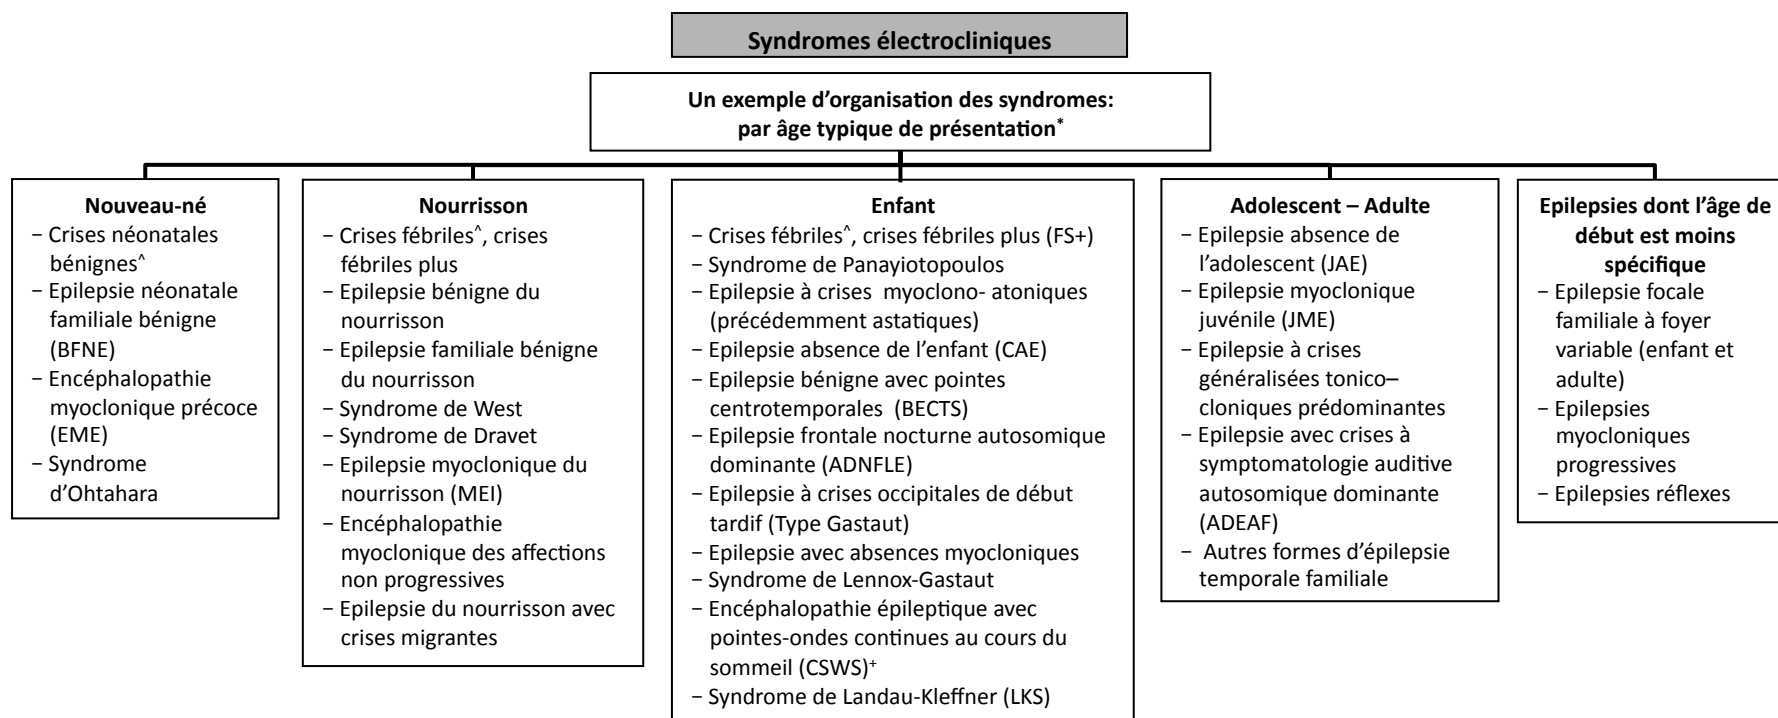 Syndromes électrocliniques
Un exemple d’organisation des syndromes:
par âge typique de présentation*
Nouveau-né
– Crises néonatales
bénignes^
– Epilepsie néonatale
familiale bénigne
(BFNE)
– Encéphalopathie
myoclonique précoce
(EME)
– Syndrome
d’Ohtahara
Nourrisson
– Crises fébriles^, crises
fébriles plus
– Epilepsie bénigne du
nourrisson
– Epilepsie familiale bénigne
du nourrisson
– Syndrome de West
– Syndrome de Dravet
– Epilepsie myoclonique du
nourrisson (MEI)
– Encéphalopathie
myoclonique des affections
non progressives
– Epilepsie du nourrisson avec
crises migrantes
Enfant
– Crises fébriles^, crises fébriles plus (FS+)
– Syndrome de Panayiotopoulos
– Epilepsie à crises myoclono- atoniques
(précédemment astatiques)
– Epilepsie absence de l’enfant (CAE)
– Epilepsie bénigne avec pointes
centrotemporales (BECTS)
– Epilepsie frontale nocturne autosomique
dominante (ADNFLE)
– Epilepsie à crises occipitales de début
tardif (Type Gastaut)
– Epilepsie avec absences myocloniques
– Syndrome de Lennox-Gastaut
– Encéphalopathie épileptique avec
pointes-ondes continues au cours du
sommeil (CSWS)+
– Syndrome de Landau-Kleffner (LKS)
Adolescent – Adulte
– Epilepsie absence de
l’adolescent (JAE)
– Epilepsie myoclonique
juvénile (JME)
– Epilepsie à crises
généralisées tonico–
cloniques prédominantes
– Epilepsie avec crises à
symptomatologie auditive
autosomique dominante
(ADEAF)
– Autres formes d’épilepsie
temporale familiale
Epilepsies dont l’âge de
début est moins
spécifique
– Epilepsie focale
familiale à foyer
variable (enfant et
adulte)
– Epilepsies
myocloniques
progressives
– Epilepsies réflexes